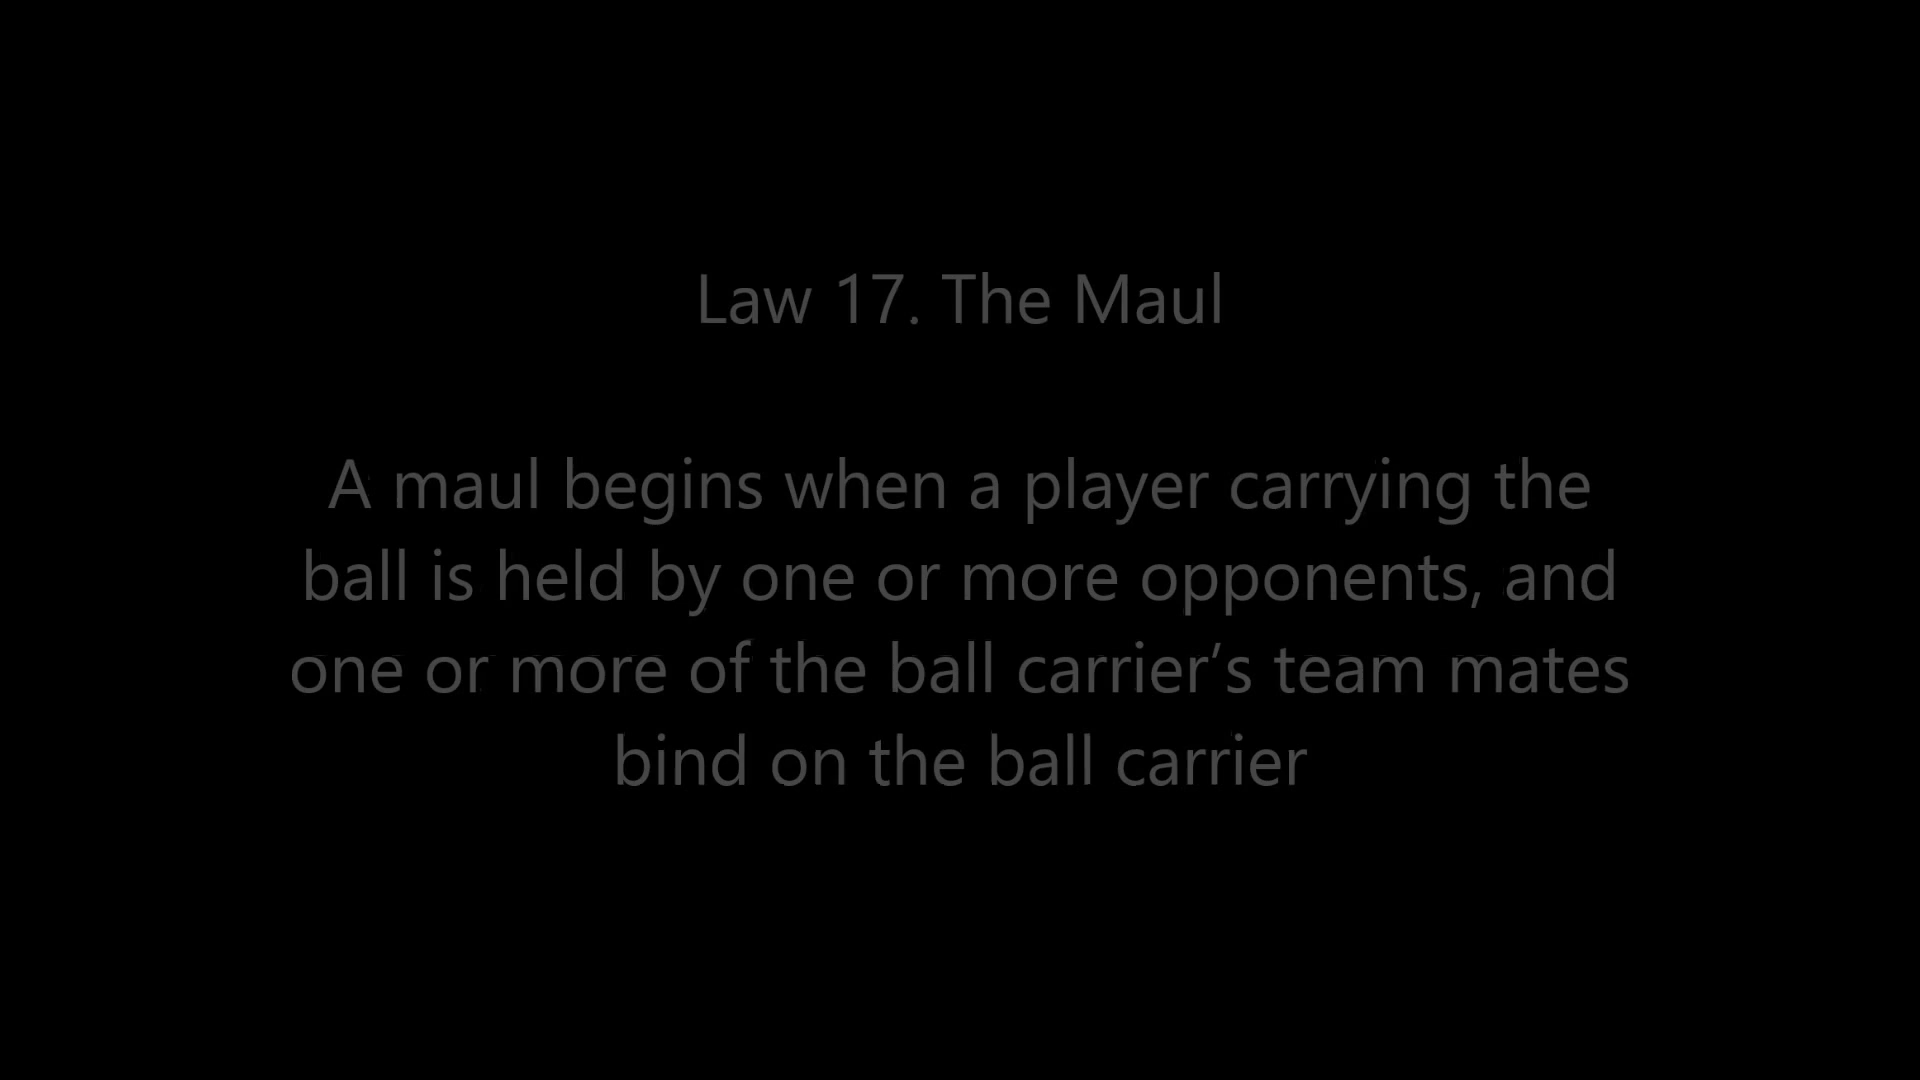 Law 17. The Maul
A maul begins when a player carrying the
ball is held by one or more opponents, and
one or more of the ball carrier’s team mates
bind on the ball carrier